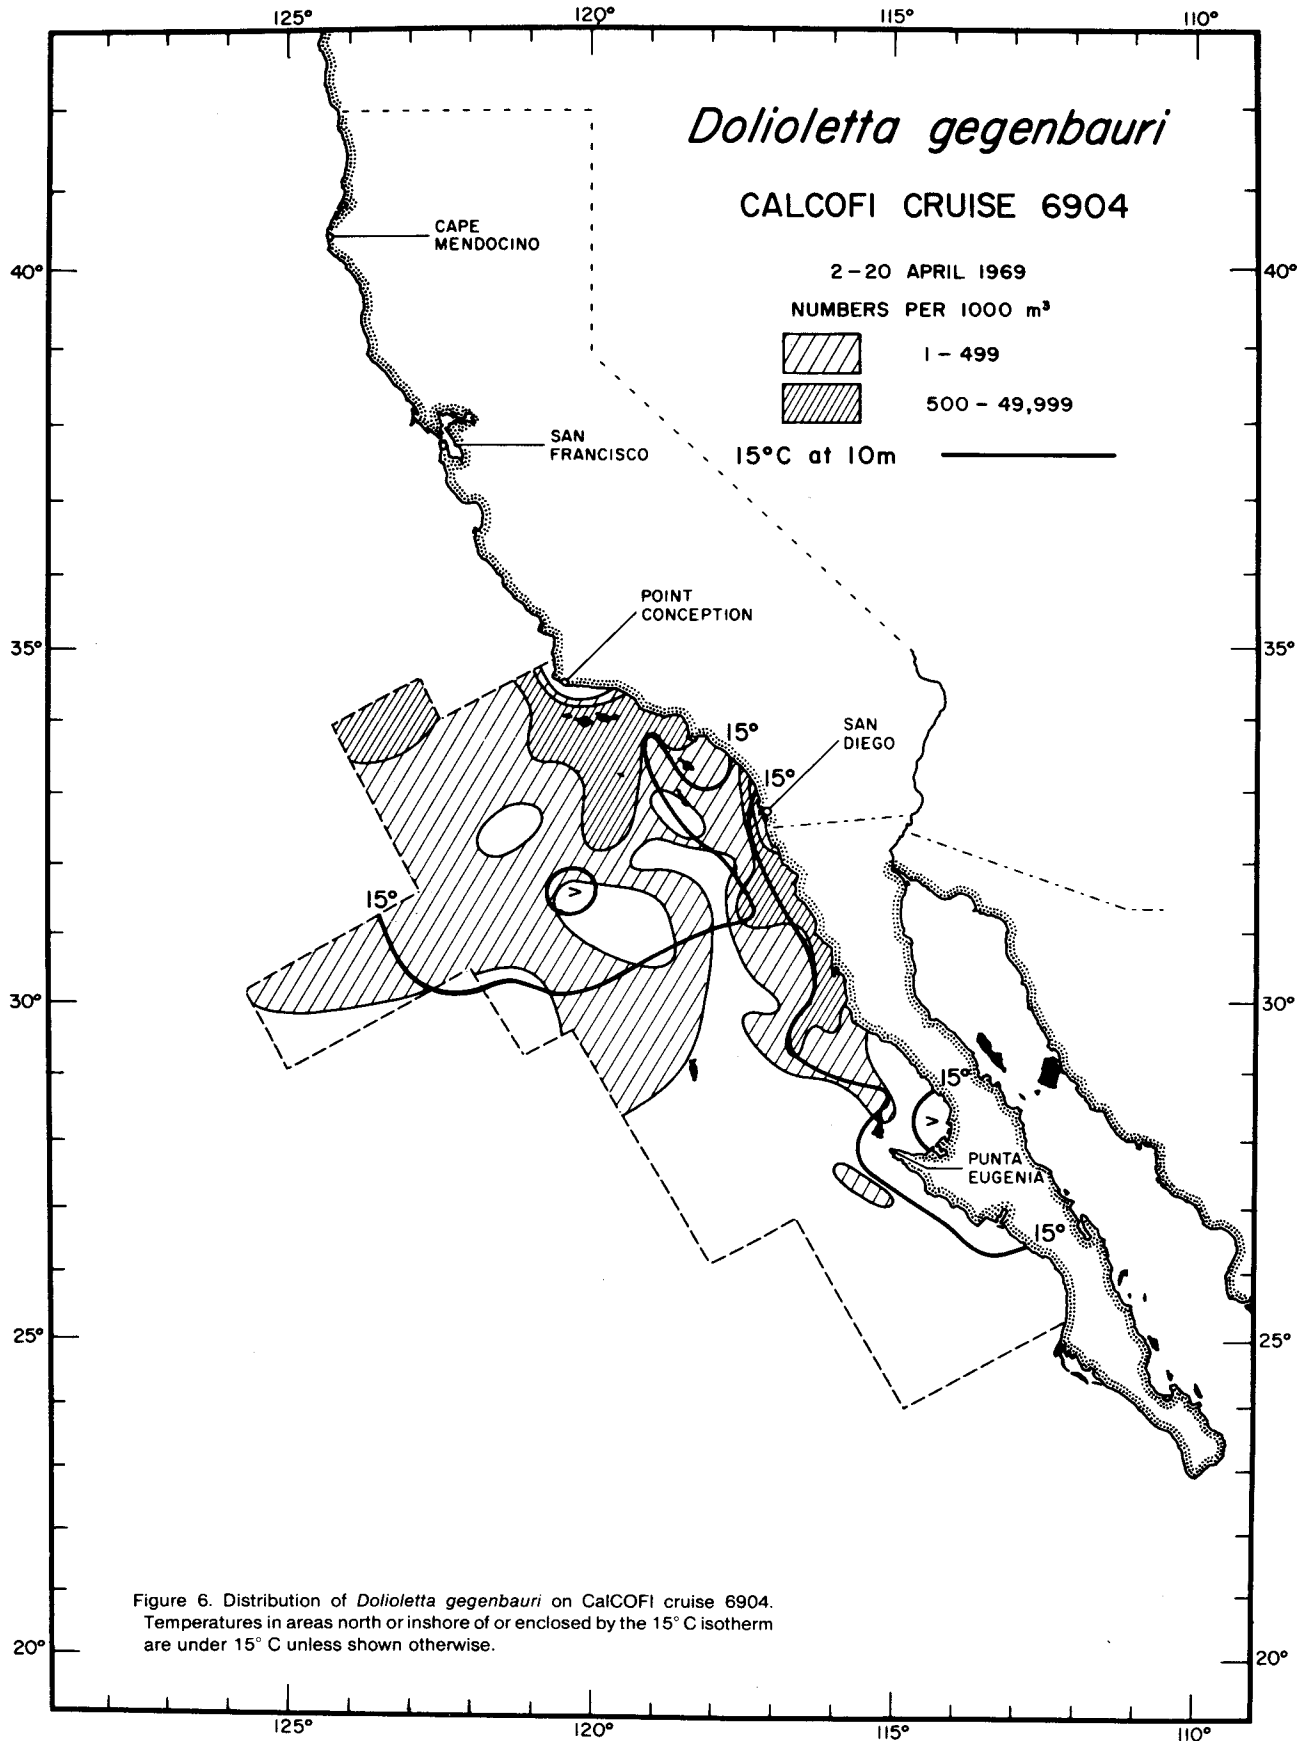 125° 120° 115° 110°
Dolioletta gegenbauri
CALCOFI CRUISE 6904
2-20 APRIL 1969
NUMBERS PER 1000 m³
1-499
500-49,999
15°C at 10m
CAPE
MENDOCINO
40° 40°
SAN
FRANCISCO
POINT
CONCEPTION
35° 35°
15°
SAN
DIEGO
15°
>
15°
30° 30°
15°
>
PUNTA
EUGENIA
15°
25° 25°
Figure 6. Distribution of Dolioletta gegenbauri on CalCOFI cruise 6904.
Temperatures in areas north or inshore of or enclosed by the 15° C isotherm
are under 15° C unless shown otherwise.
20° 20°
125° 120° 115° 110°